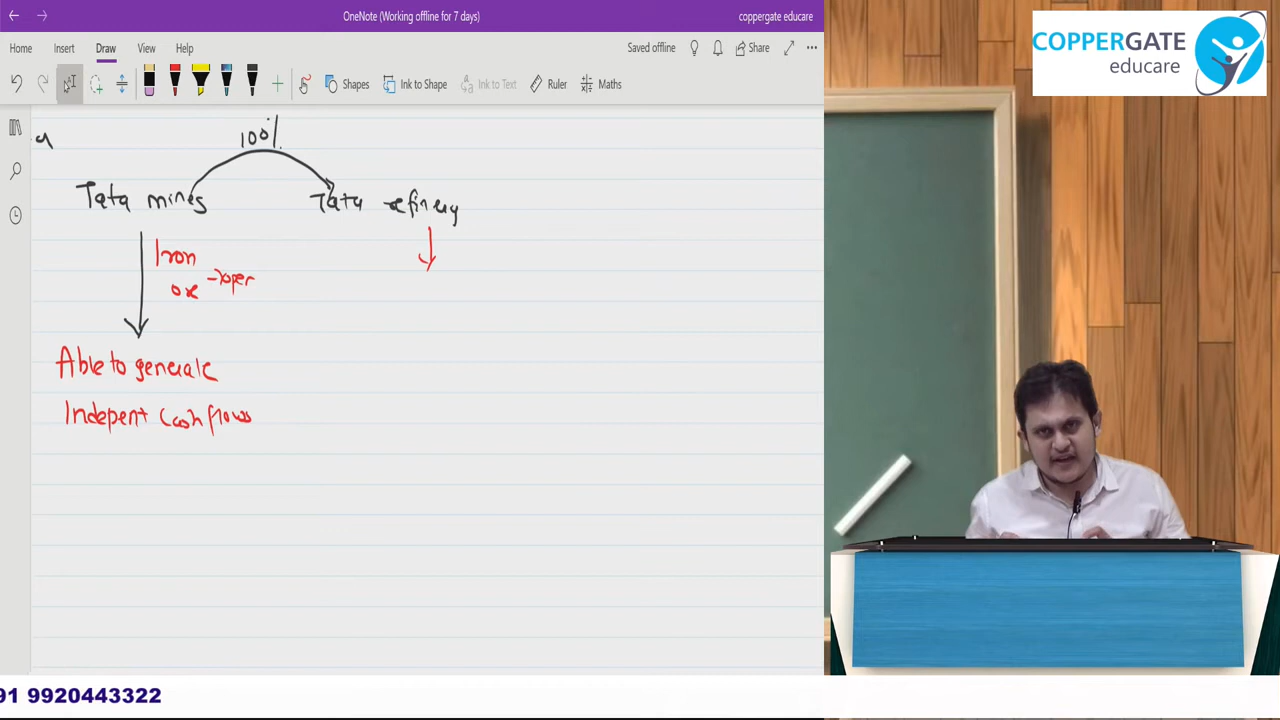 OneNote (Working offline for 7 days)
coppergate educare
Home Insert Draw View Help
Saved offline
Share
Shapes
Ink to Shape
Ink to Text
Ruler
Maths
COPPERGATE
educare
100%
Tata mines
Tata refinery
Iron
ore
Able to generate
Indepent Cash flows
91 9920443322